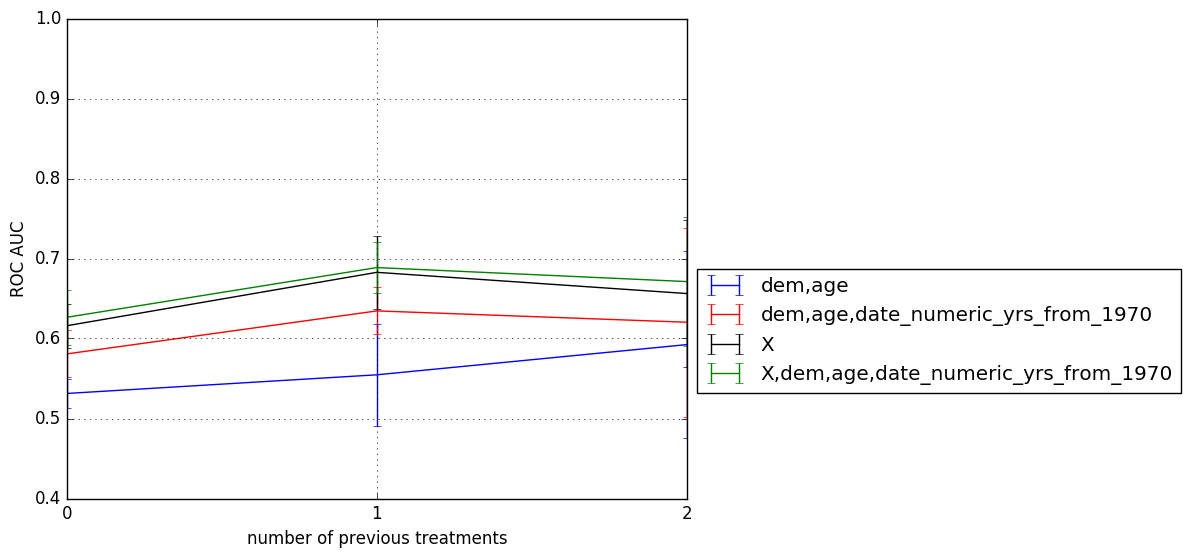 1.0
0.9
0.8
0.7
0.6
0.5
0.4
ROC AUC
0
1
2
number of previous treatments
dem,age
dem,age,date_numeric_yrs_from_1970
X
X,dem,age,date_numeric_yrs_from_1970